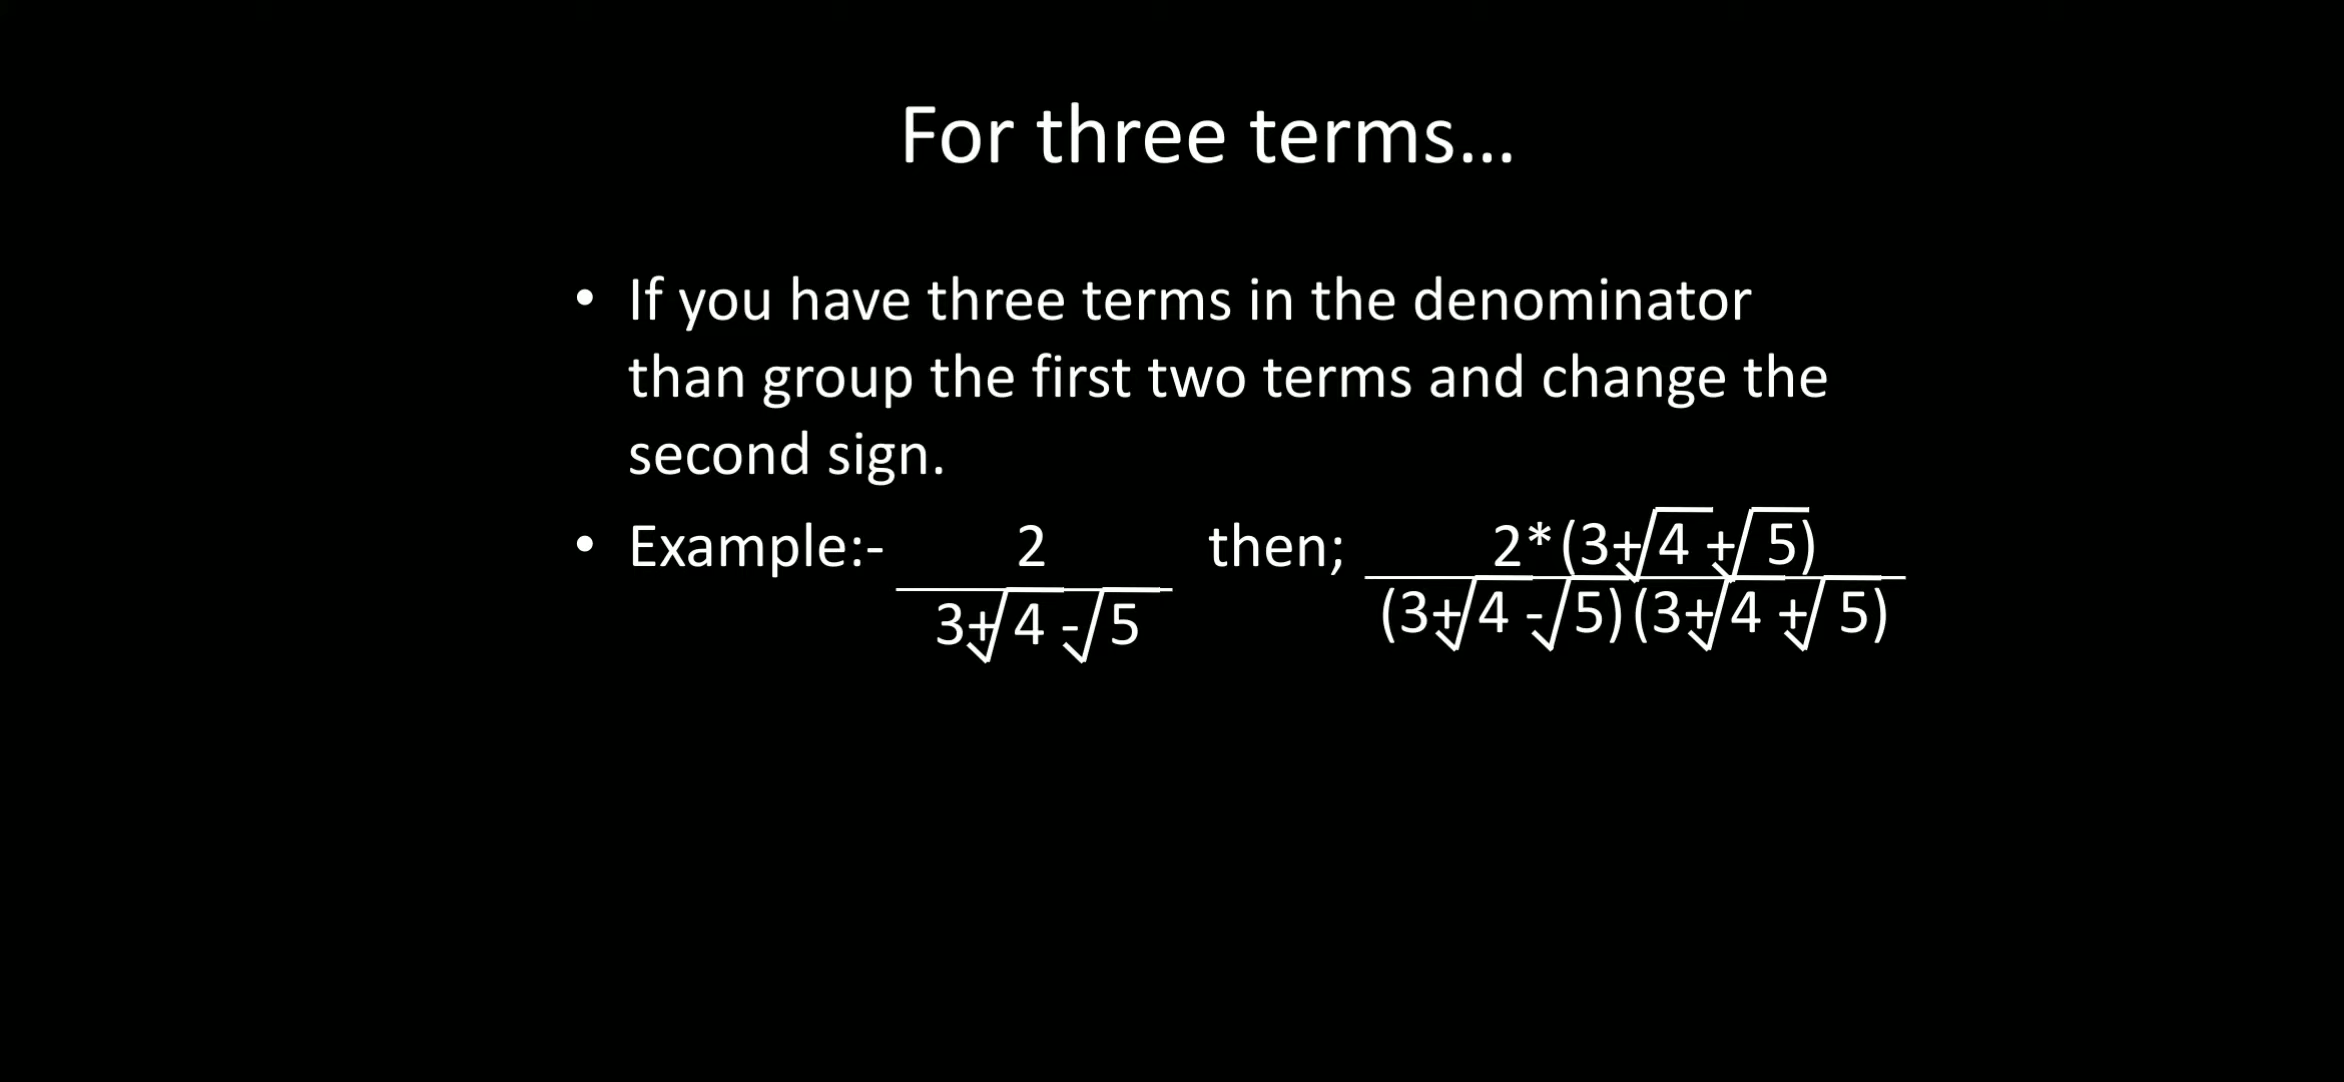 For three terms...
• If you have three terms in the denominator
than group the first two terms and change the
second sign.
• Example:- 2 then; 2*(3+√4 +√5)
3+√4 -√5 (3+√4 -√5)(3+√4 +√5)